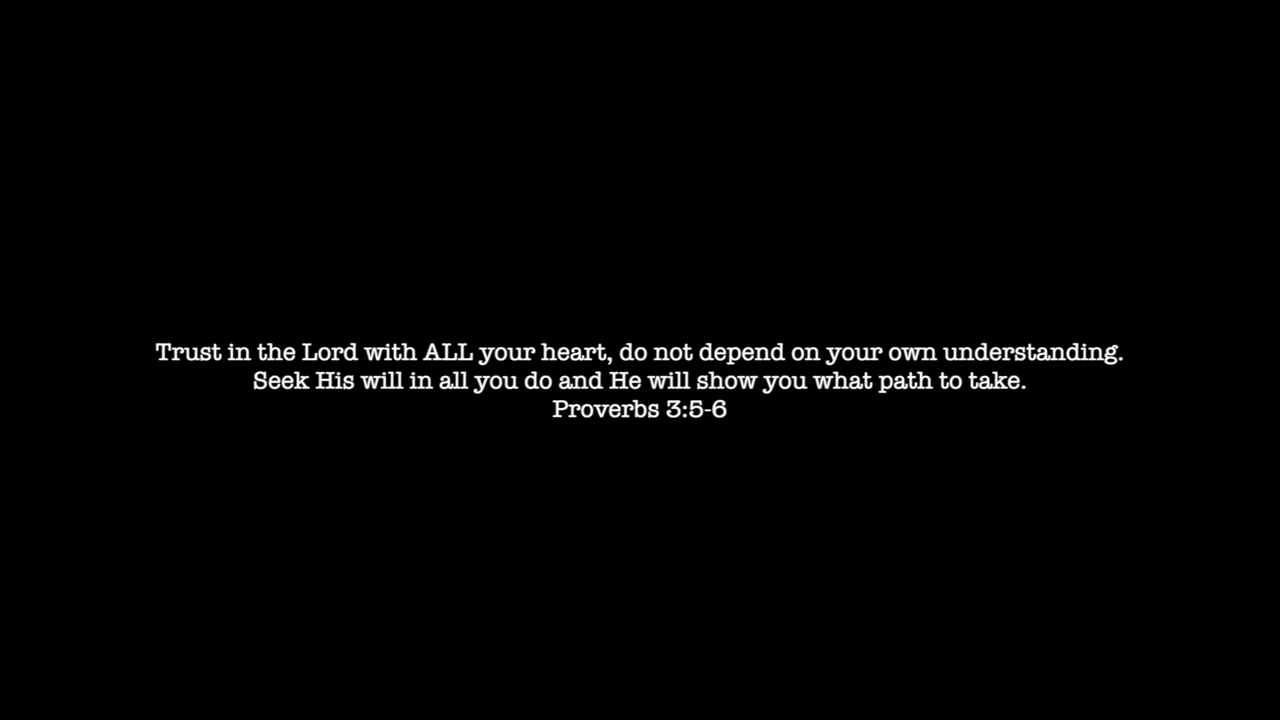 Trust in the Lord with ALL your heart, do not depend on your own understanding.
Seek His will in all you do and He will show you what path to take.
Proverbs 3:5-6